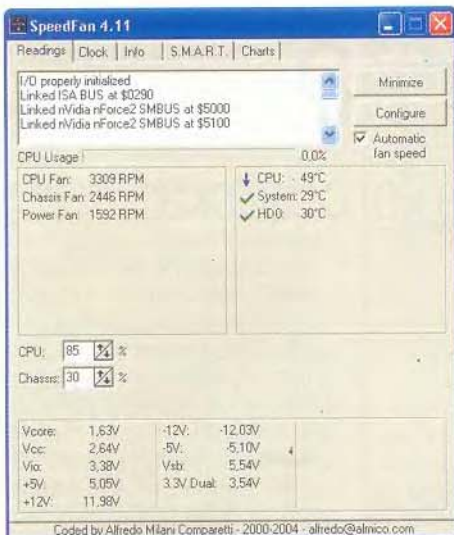 SpeedFan 4.11
Readings Clock Info S.M.A.R.T. Charts
I/O properly initialized
Linked ISA BUS at $0290
Linked nVidia nForce2 SMBUS at $5000
Linked nVidia nForce2 SMBUS at $5100
Minimize
Configure
Automatic
fan speed
CPU Usage 0,0%
CPU Fan: 3309 RPM
Chassis Fan: 2446 RPM
Power Fan: 1592 RPM
CPU: 49°C
System: 29°C
HD0: 30°C
CPU: 85 %
Chassis: 30 %
Vcore: 1,63V
Vcc: 2,64V
Vio: 3,38V
+5V: 5,05V
+12V: 11,98V
-12V: -12,03V
-5V: -5,10V
Vsb: 5,54V
3.3V Dual: 3,54V
Coded by Alfredo Milani Comparetti - 2000-2004 - alfredo@almico.com